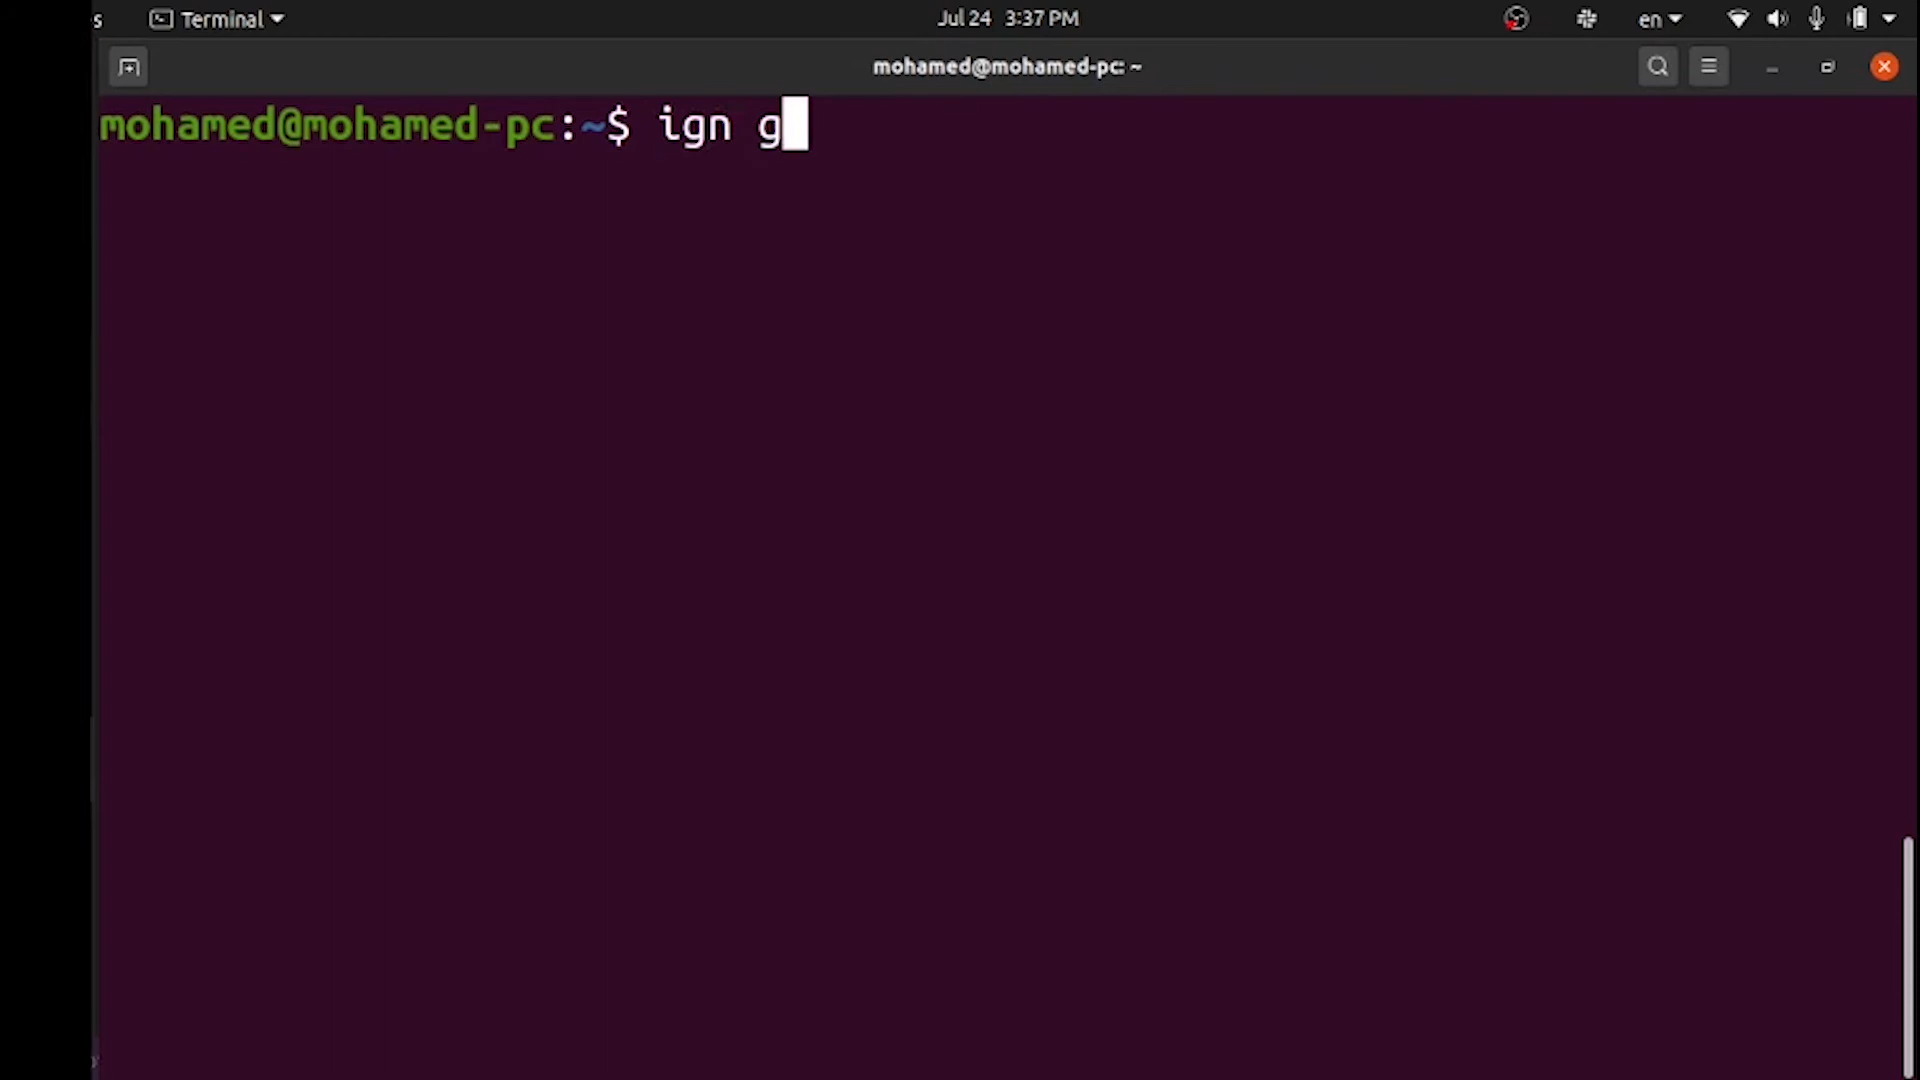 s Terminal Jul 24 3:37 PM en
mohamed@mohamed-pc: ~
mohamed@mohamed-pc:~$ ign g